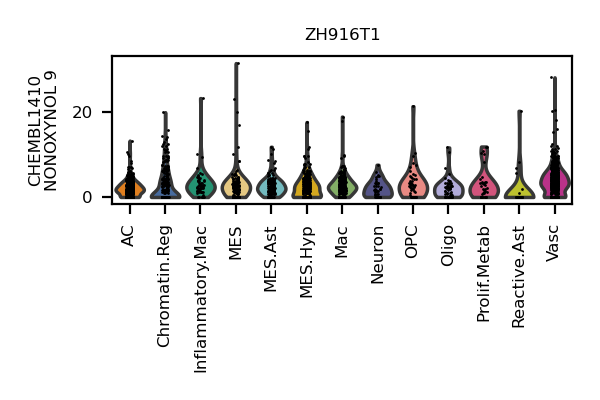 ZH916T1
CHEMBL1410
NONOXYNOL 9
20
0
AC
Chromatin.Reg
Inflammatory.Mac
MES
MES.Ast
MES.Hyp
Mac
Neuron
OPC
Oligo
Prolif.Metab
Reactive.Ast
Vasc